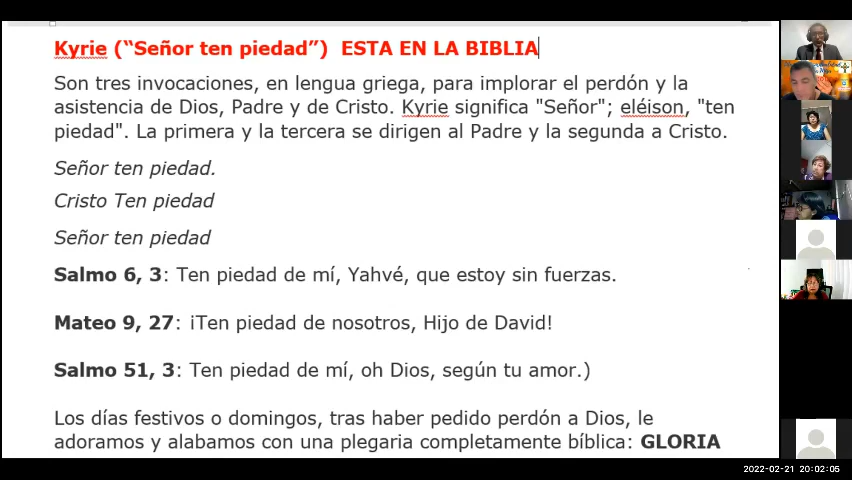 Kyrie (“Señor ten piedad”)  ESTA EN LA BIBLIA
Son tres invocaciones, en lengua griega, para implorar el perdón y la
asistencia de Dios, Padre y de Cristo. Kyrie significa "Señor"; eléison, "ten
piedad". La primera y la tercera se dirigen al Padre y la segunda a Cristo.
Señor ten piedad.
Cristo Ten piedad
Señor ten piedad
Salmo 6, 3: Ten piedad de mí, Yahvé, que estoy sin fuerzas.
Mateo 9, 27: ¡Ten piedad de nosotros, Hijo de David!
Salmo 51, 3: Ten piedad de mí, oh Dios, según tu amor.)
Los días festivos o domingos, tras haber pedido perdón a Dios, le
adoramos y alabamos con una plegaria completamente bíblica: GLORIA
2022-02-21 20:02:05